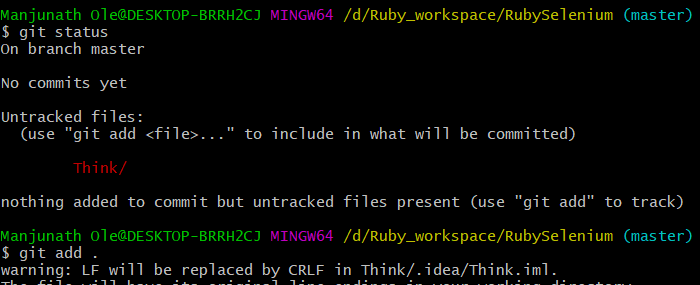 Manjunath Ole@DESKTOP-BRRH2CJ MINGW64 /d/Ruby_workspace/RubySelenium (master)
$ git status
On branch master
No commits yet
Untracked files:
(use "git add <file>..." to include in what will be committed)
Think/
nothing added to commit but untracked files present (use "git add" to track)
Manjunath Ole@DESKTOP-BRRH2CJ MINGW64 /d/Ruby_workspace/RubySelenium (master)
$ git add .
warning: LF will be replaced by CRLF in Think/.idea/Think.iml.
The file will have its original line endings in your working directory